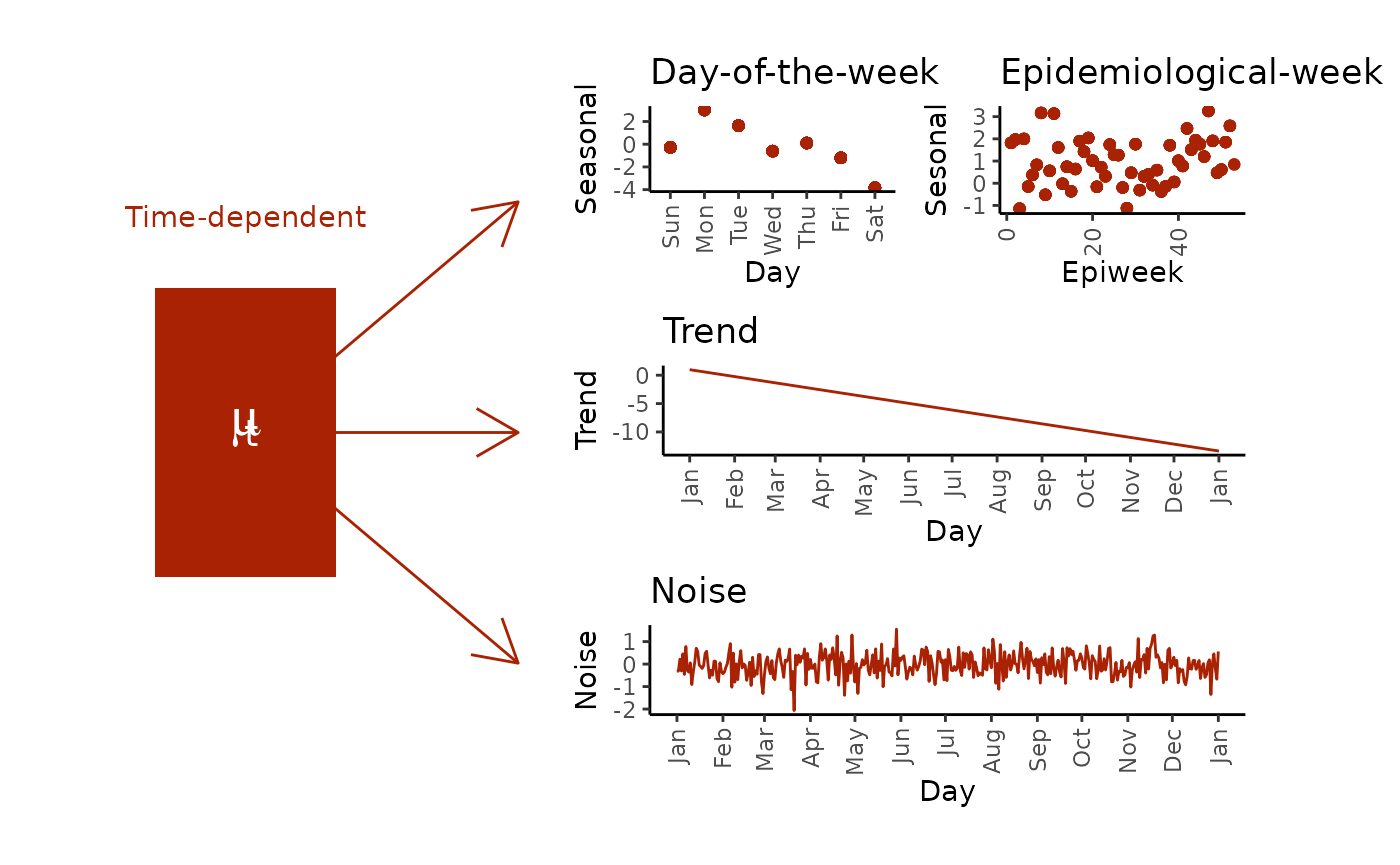 Time-dependent
μt
Day-of-the-week
Seasonal
2
0
-2
-4
Sun Mon Tue Wed Thu Fri Sat
Day
Epidemiological-week
Sesonal
3
2
1
0
-1
0 20 40
Epiweek
Trend
Trend
0
-5
-10
Jan Feb Mar Apr May Jun Jul Aug Sep Oct Nov Dec Jan
Day
Noise
Noise
1
0
-1
-2
Jan Feb Mar Apr May Jun Jul Aug Sep Oct Nov Dec Jan
Day